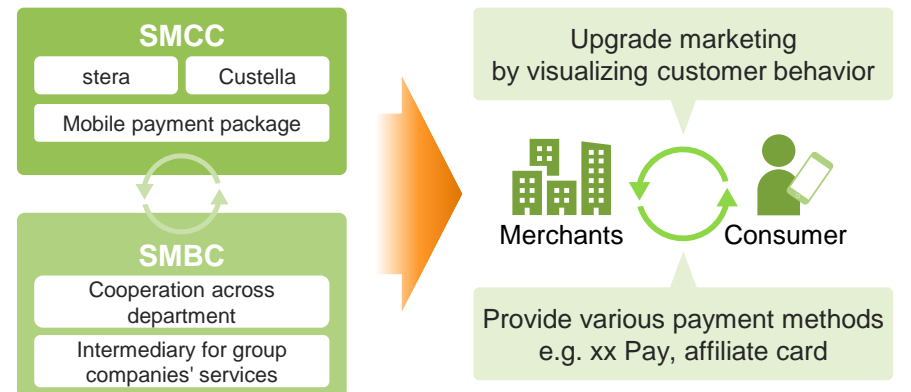 SMCC
stera
Custella
Mobile payment package
SMBC
Cooperation across
department
Intermediary for group
companies' services
Upgrade marketing
by visualizing customer behavior
Merchants
Consumer
Provide various payment methods
e.g. xx Pay, affiliate card